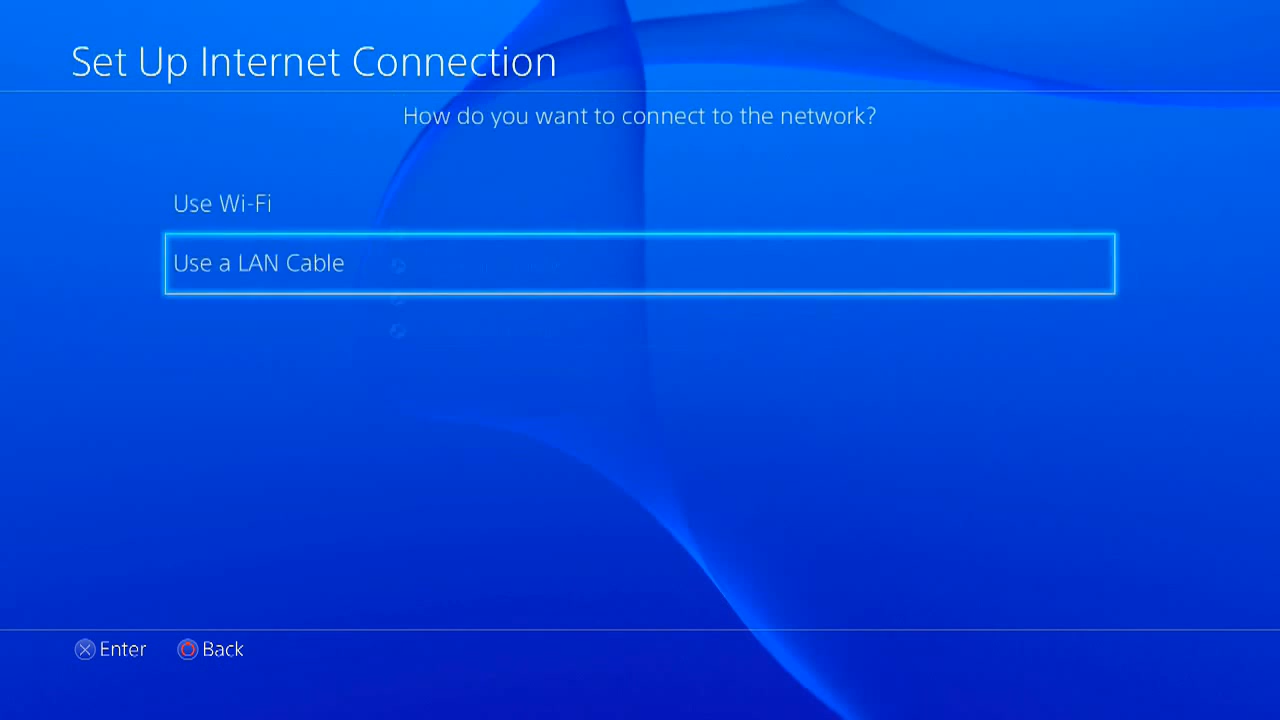 Set Up Internet Connection
How do you want to connect to the network?
Use Wi-Fi
Use a LAN Cable
Enter Back